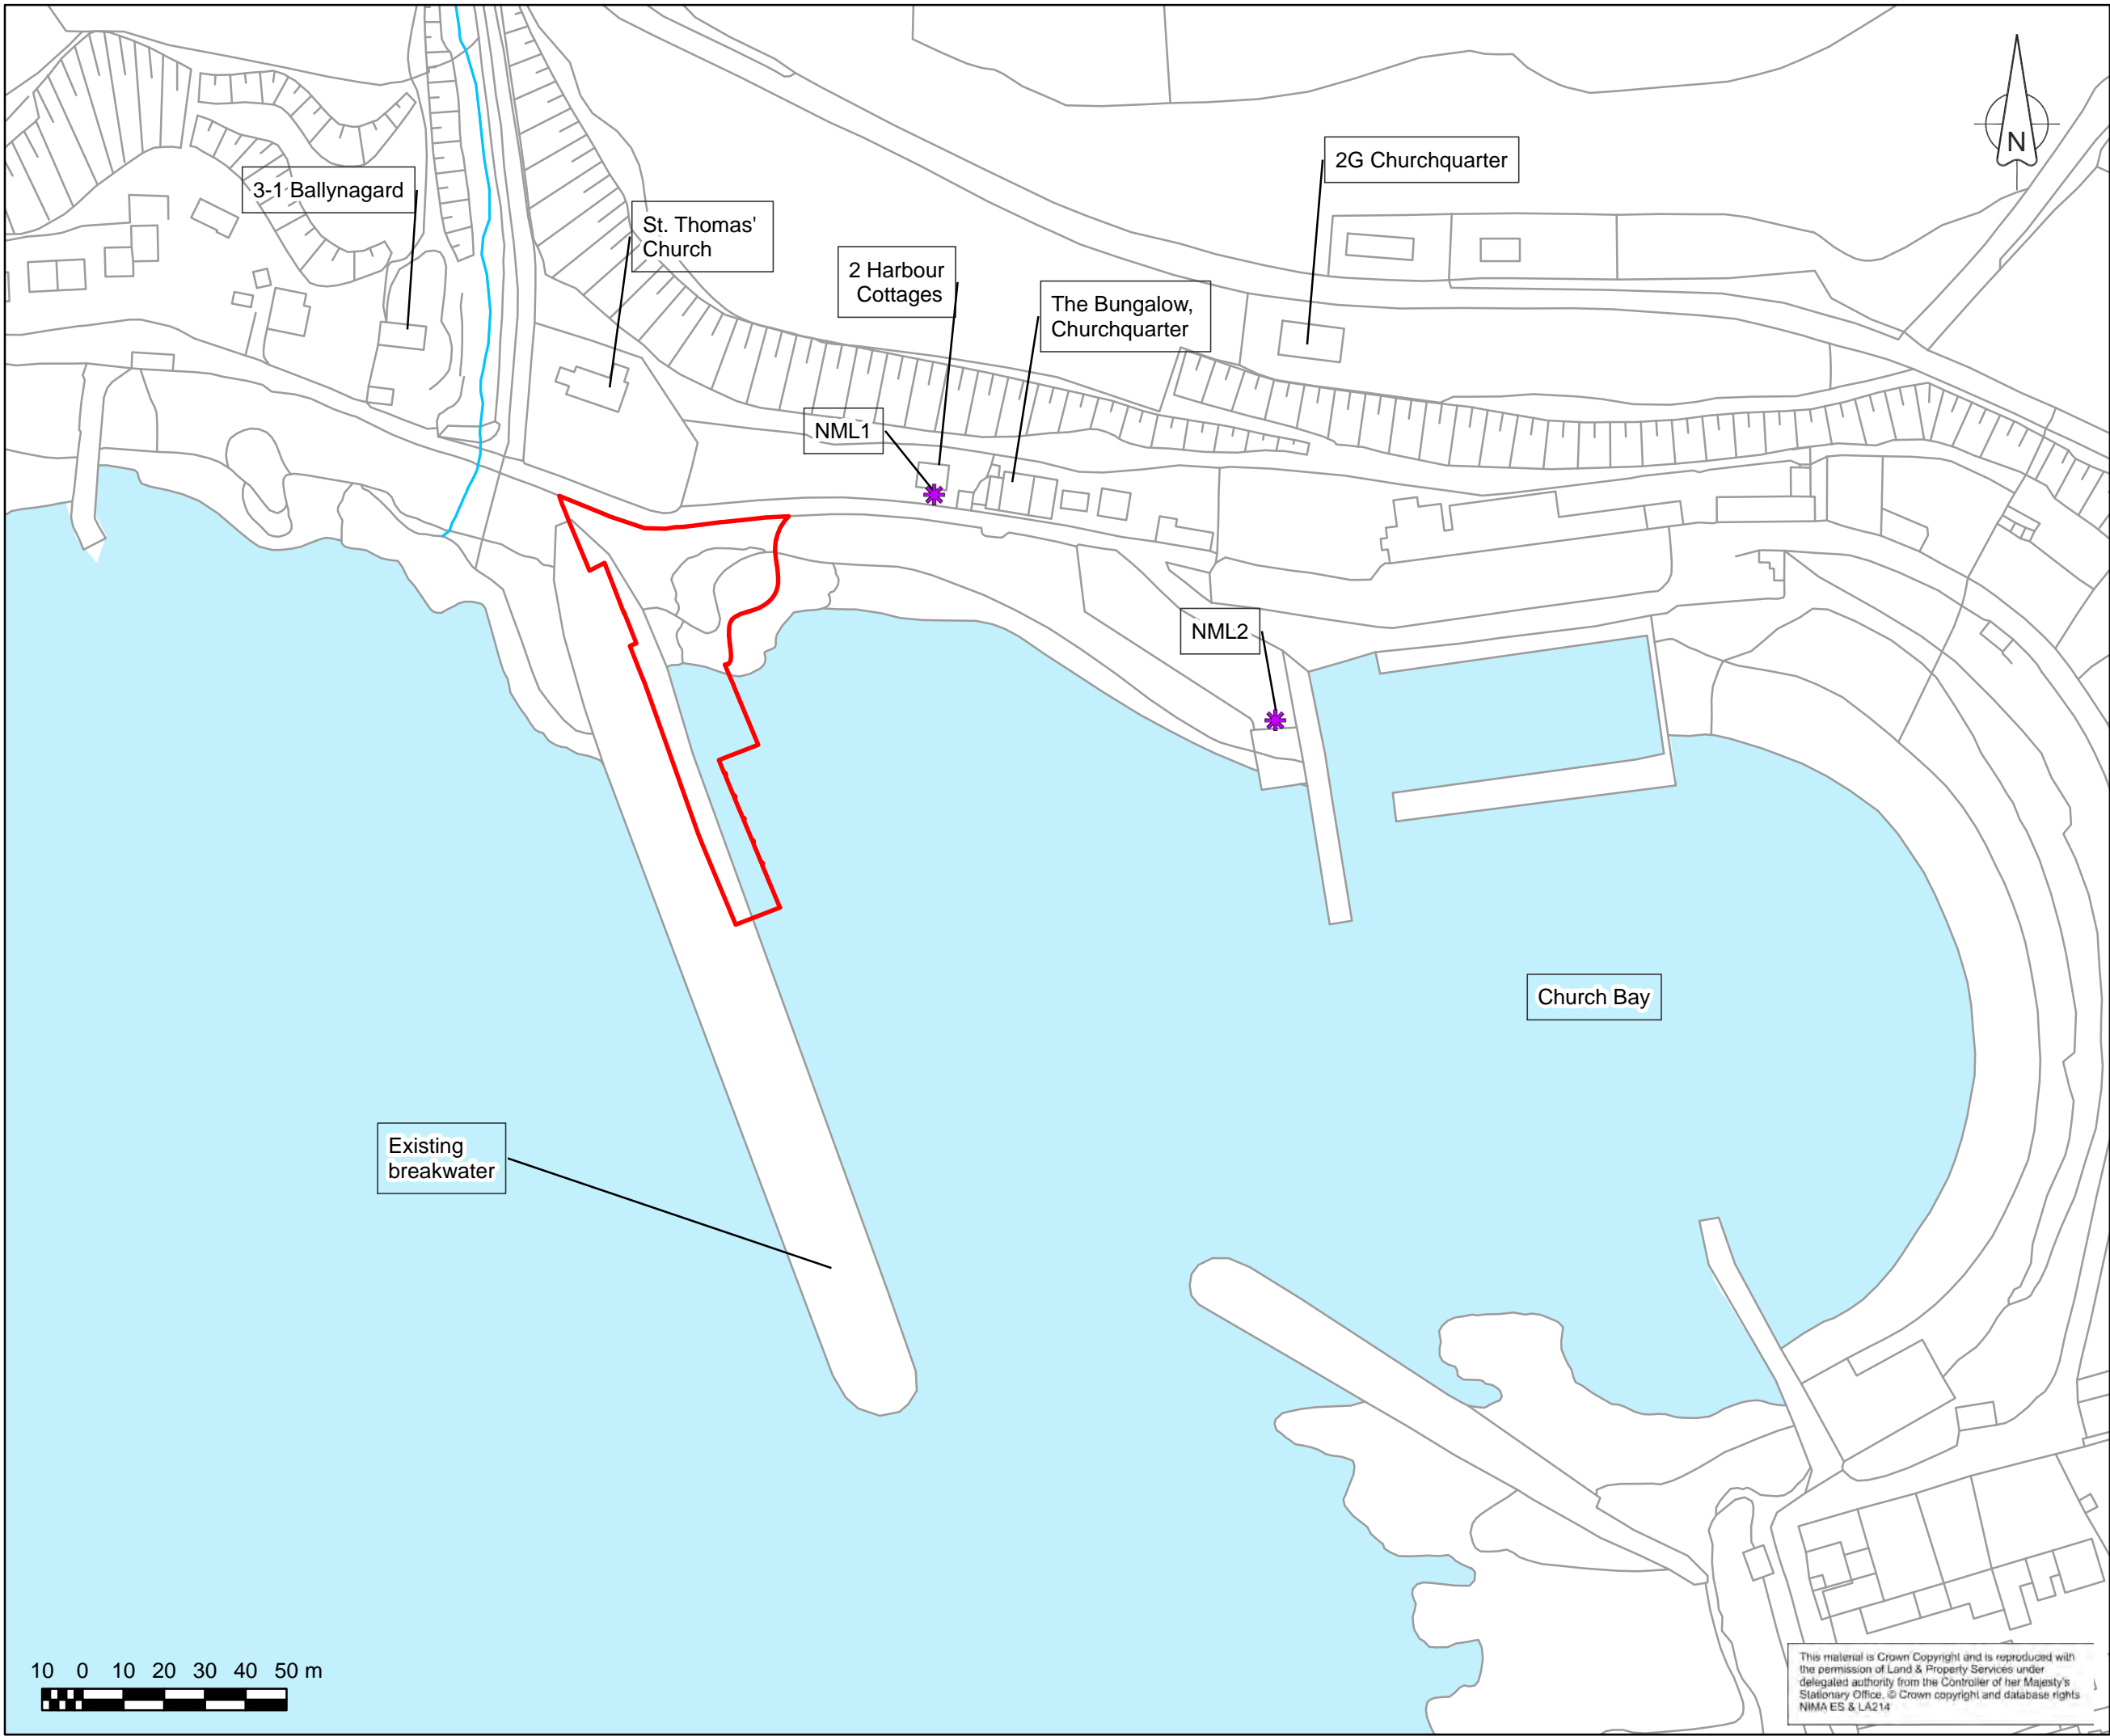 N
2G Churchquarter
3-1 Ballynagard
St. Thomas'
Church
2 Harbour
Cottages
The Bungalow,
Churchquarter
NML1
NML2
Church Bay
Existing
breakwater
10 0 10 20 30 40 50 m
This material is Crown Copyright and is reproduced with
the permission of Land & Property Services under
delegated authority from the Controller of her Majesty's
Stationary Office. © Crown copyright and database rights
NIMA ES & LA214